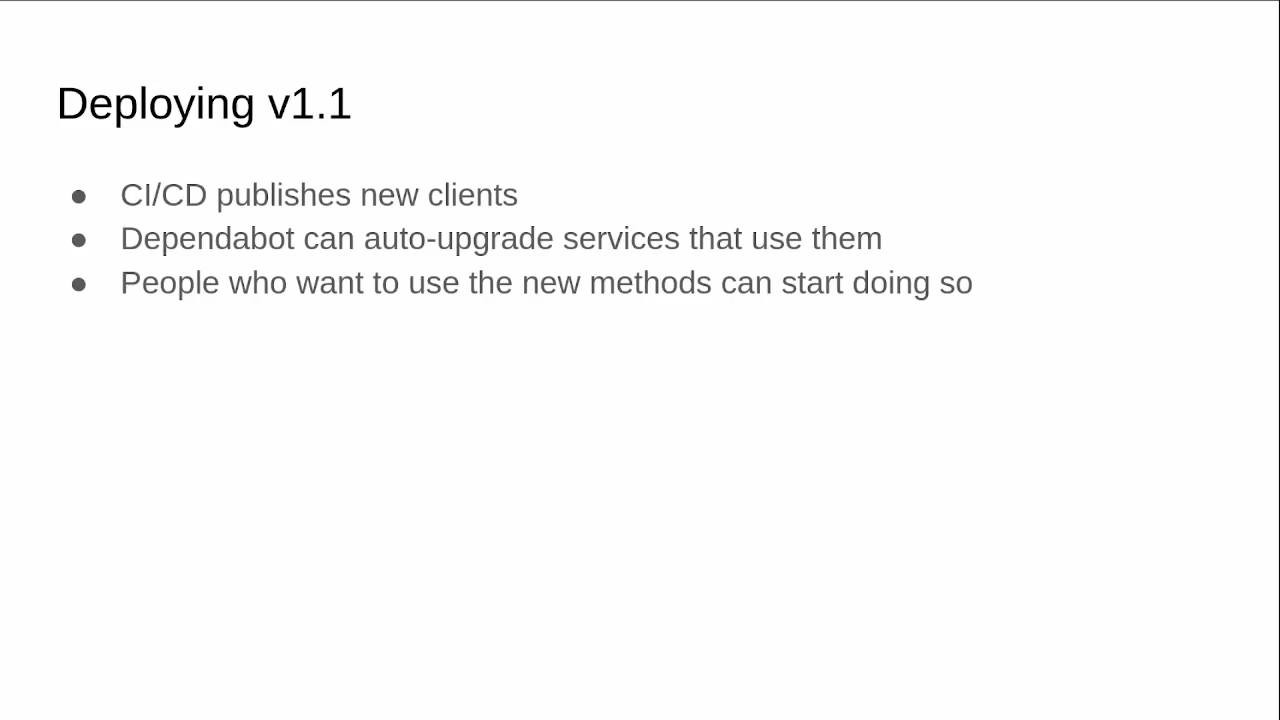 Deploying v1.1
● CI/CD publishes new clients
● Dependabot can auto-upgrade services that use them
● People who want to use the new methods can start doing so